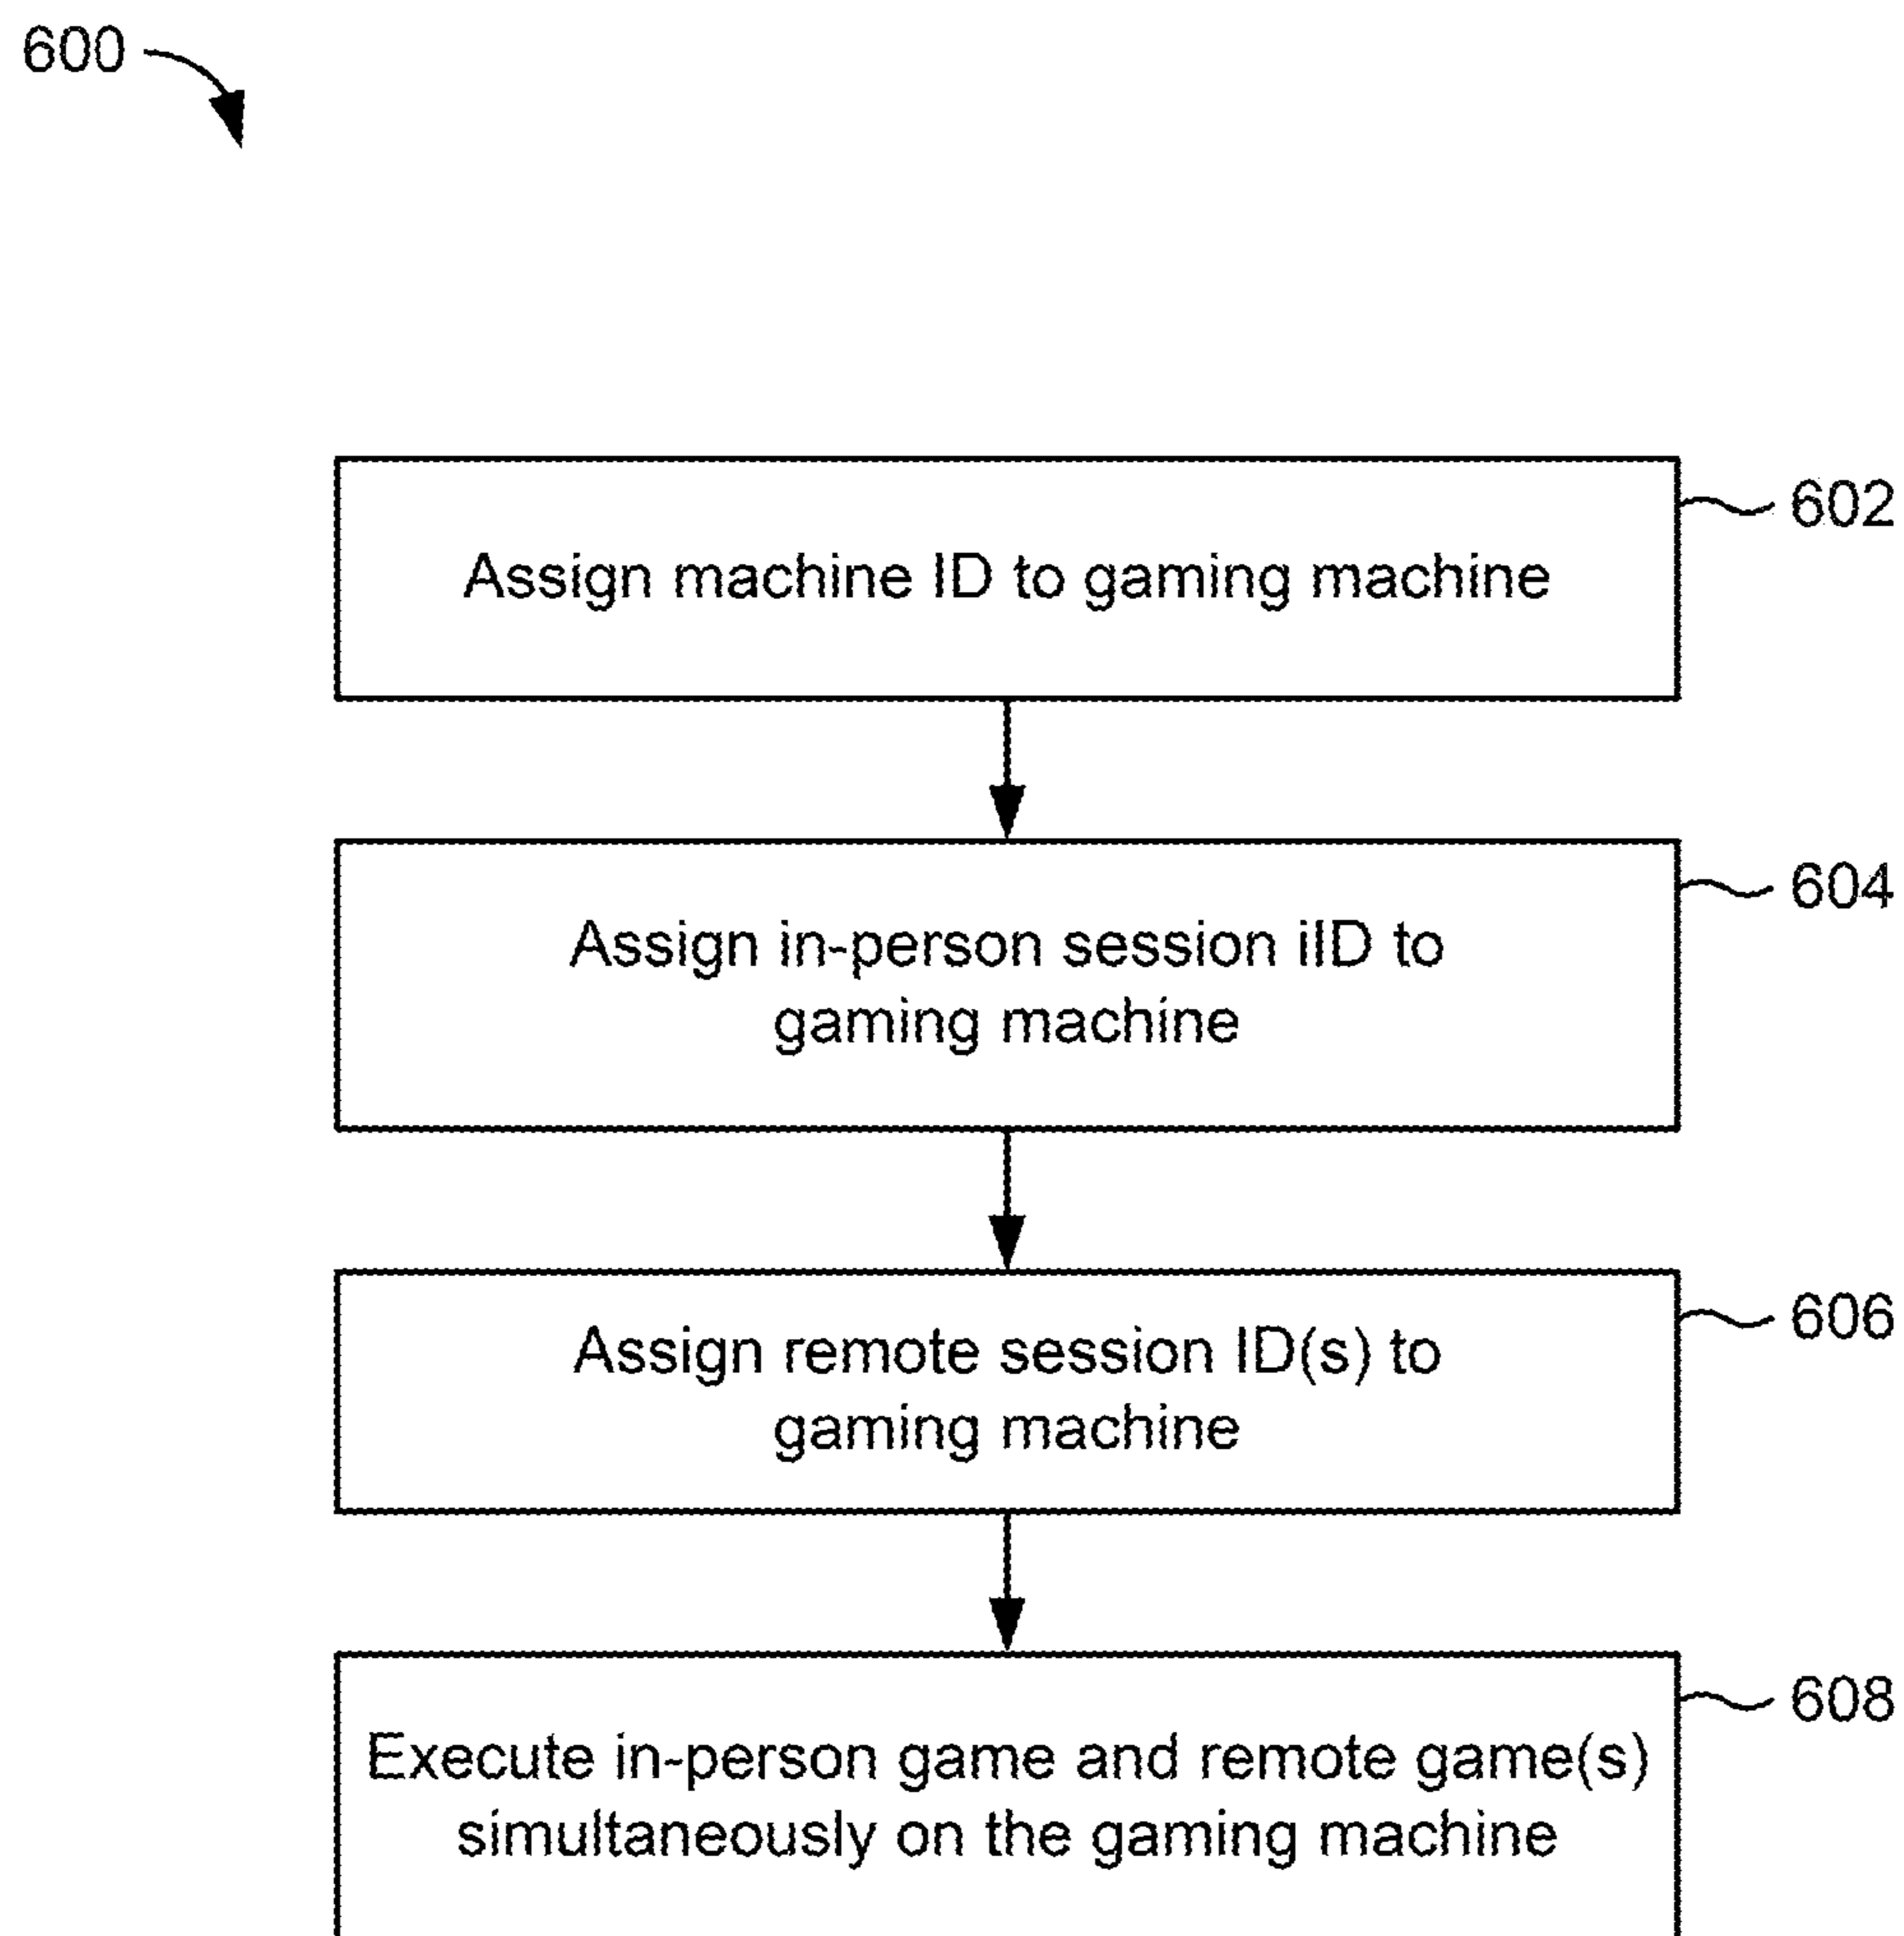 600
602
Assign machine ID to gaming machine
604
Assign in-person session iID to
gaming machine
606
Assign remote session ID(s) to
gaming machine
608
Execute in-person game and remote game(s)
simultaneously on the gaming machine